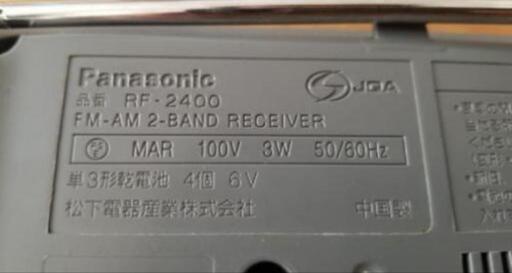 Panasonic
JQA
品番 RF-2400
FM-AM 2-BAND RECEIVER
MAR 100V 3W 50/60Hz
単3形乾電池 4個 6V
松下電器産業株式会社 中国製